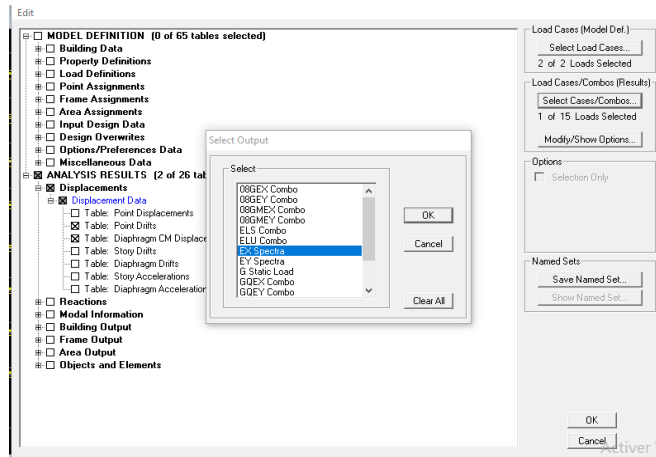 Edit
MODEL DEFINITION (0 of 65 tables selected)
Building Data
Property Definitions
Load Definitions
Point Assignments
Frame Assignments
Area Assignments
Input Design Data
Design Overwrites
Options/Preferences Data
Miscellaneous Data
ANALYSIS RESULTS (2 of 26 tab
Displacements
Displacement Data
Table: Point Displacements
Table: Point Drifts
Table: Diaphragm CM Displace
Table: Story Drifts
Table: Diaphragm Drifts
Table: Story Accelerations
Table: Diaphragm Acceleration
Reactions
Modal Information
Building Output
Frame Output
Area Output
Objects and Elements
Select Output
Select
08GEX Combo
08GEY Combo
08GMEX Combo
08GMEY Combo
ELS Combo
ELU Combo
EX Spectra
EY Spectra
G Static Load
GQEX Combo
GQEY Combo
OK
Cancel
Clear All
Load Cases (Model Def.)
Select Load Cases...
2 of 2 Loads Selected
Load Cases/Combos (Results)
Select Cases/Combos...
1 of 15 Loads Selected
Modify/Show Options...
Options
Selection Only
Named Sets
Save Named Set...
Show Named Set...
OK
Cancel
Activer